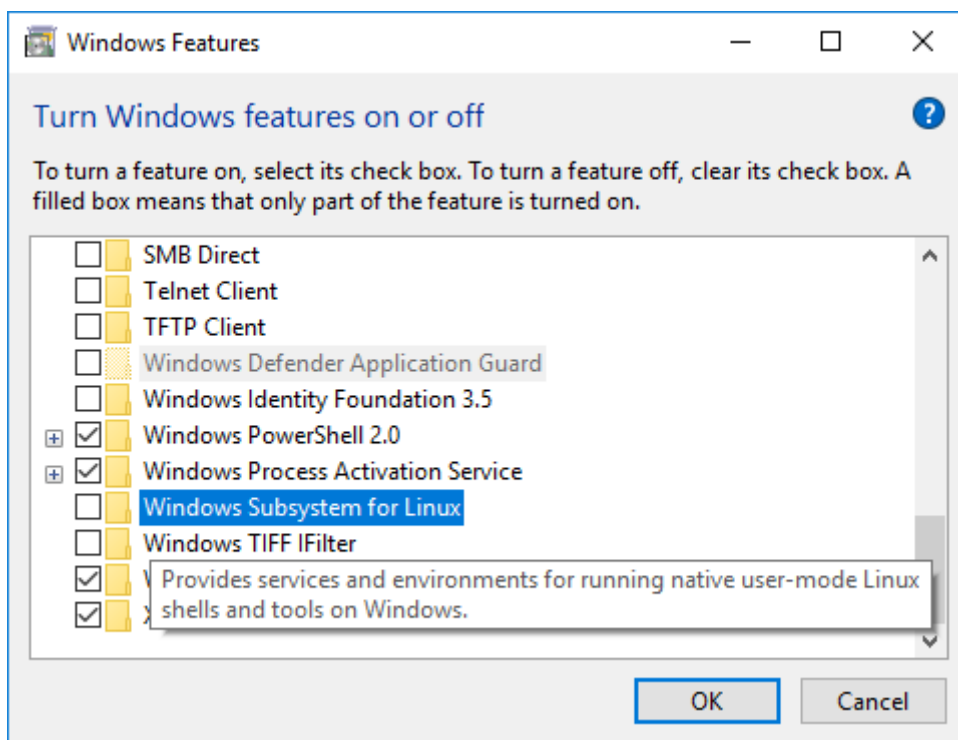 Windows Features
Turn Windows features on or off
?
To turn a feature on, select its check box. To turn a feature off, clear its check box. A
filled box means that only part of the feature is turned on.
SMB Direct
Telnet Client
TFTP Client
Windows Defender Application Guard
Windows Identity Foundation 3.5
Windows PowerShell 2.0
Windows Process Activation Service
Windows Subsystem for Linux
Windows TIFF IFilter
Provides services and environments for running native user-mode Linux
shells and tools on Windows.
OK
Cancel